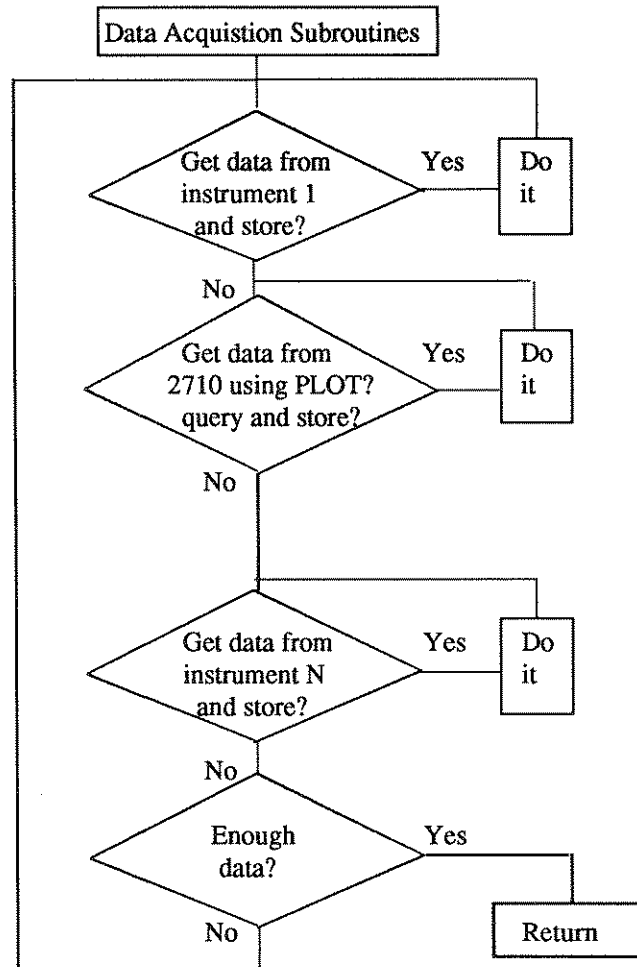 Data Acquistion Subroutines
Get data from
instrument 1
and store?
Yes
Do
it
No
Get data from
2710 using PLOT?
query and store?
Yes
Do
it
No
Get data from
instrument N
and store?
Yes
Do
it
No
Enough
data?
Yes
No
Return